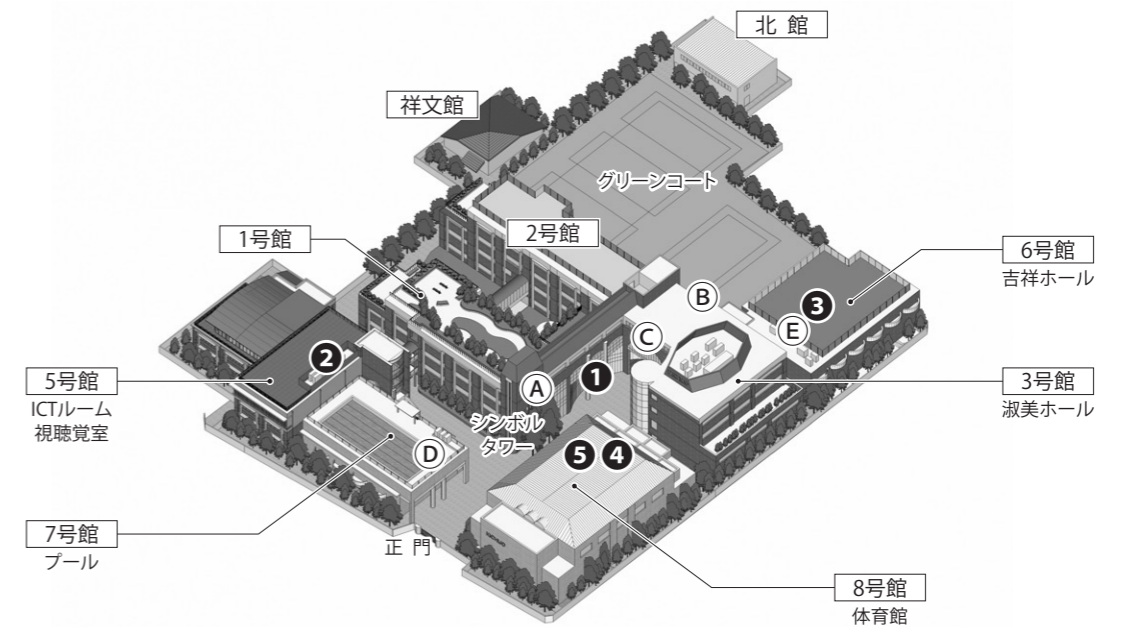 北 館
祥文館
グリーンコート
1号館
2号館
6号館
吉祥ホール
B
3
E
C
2
A
1
5号館
ICTルーム
視聴覚室
3号館
淑美ホール
シンボル
タワー
D
5
4
7号館
プール
正 門
8号館
体育館